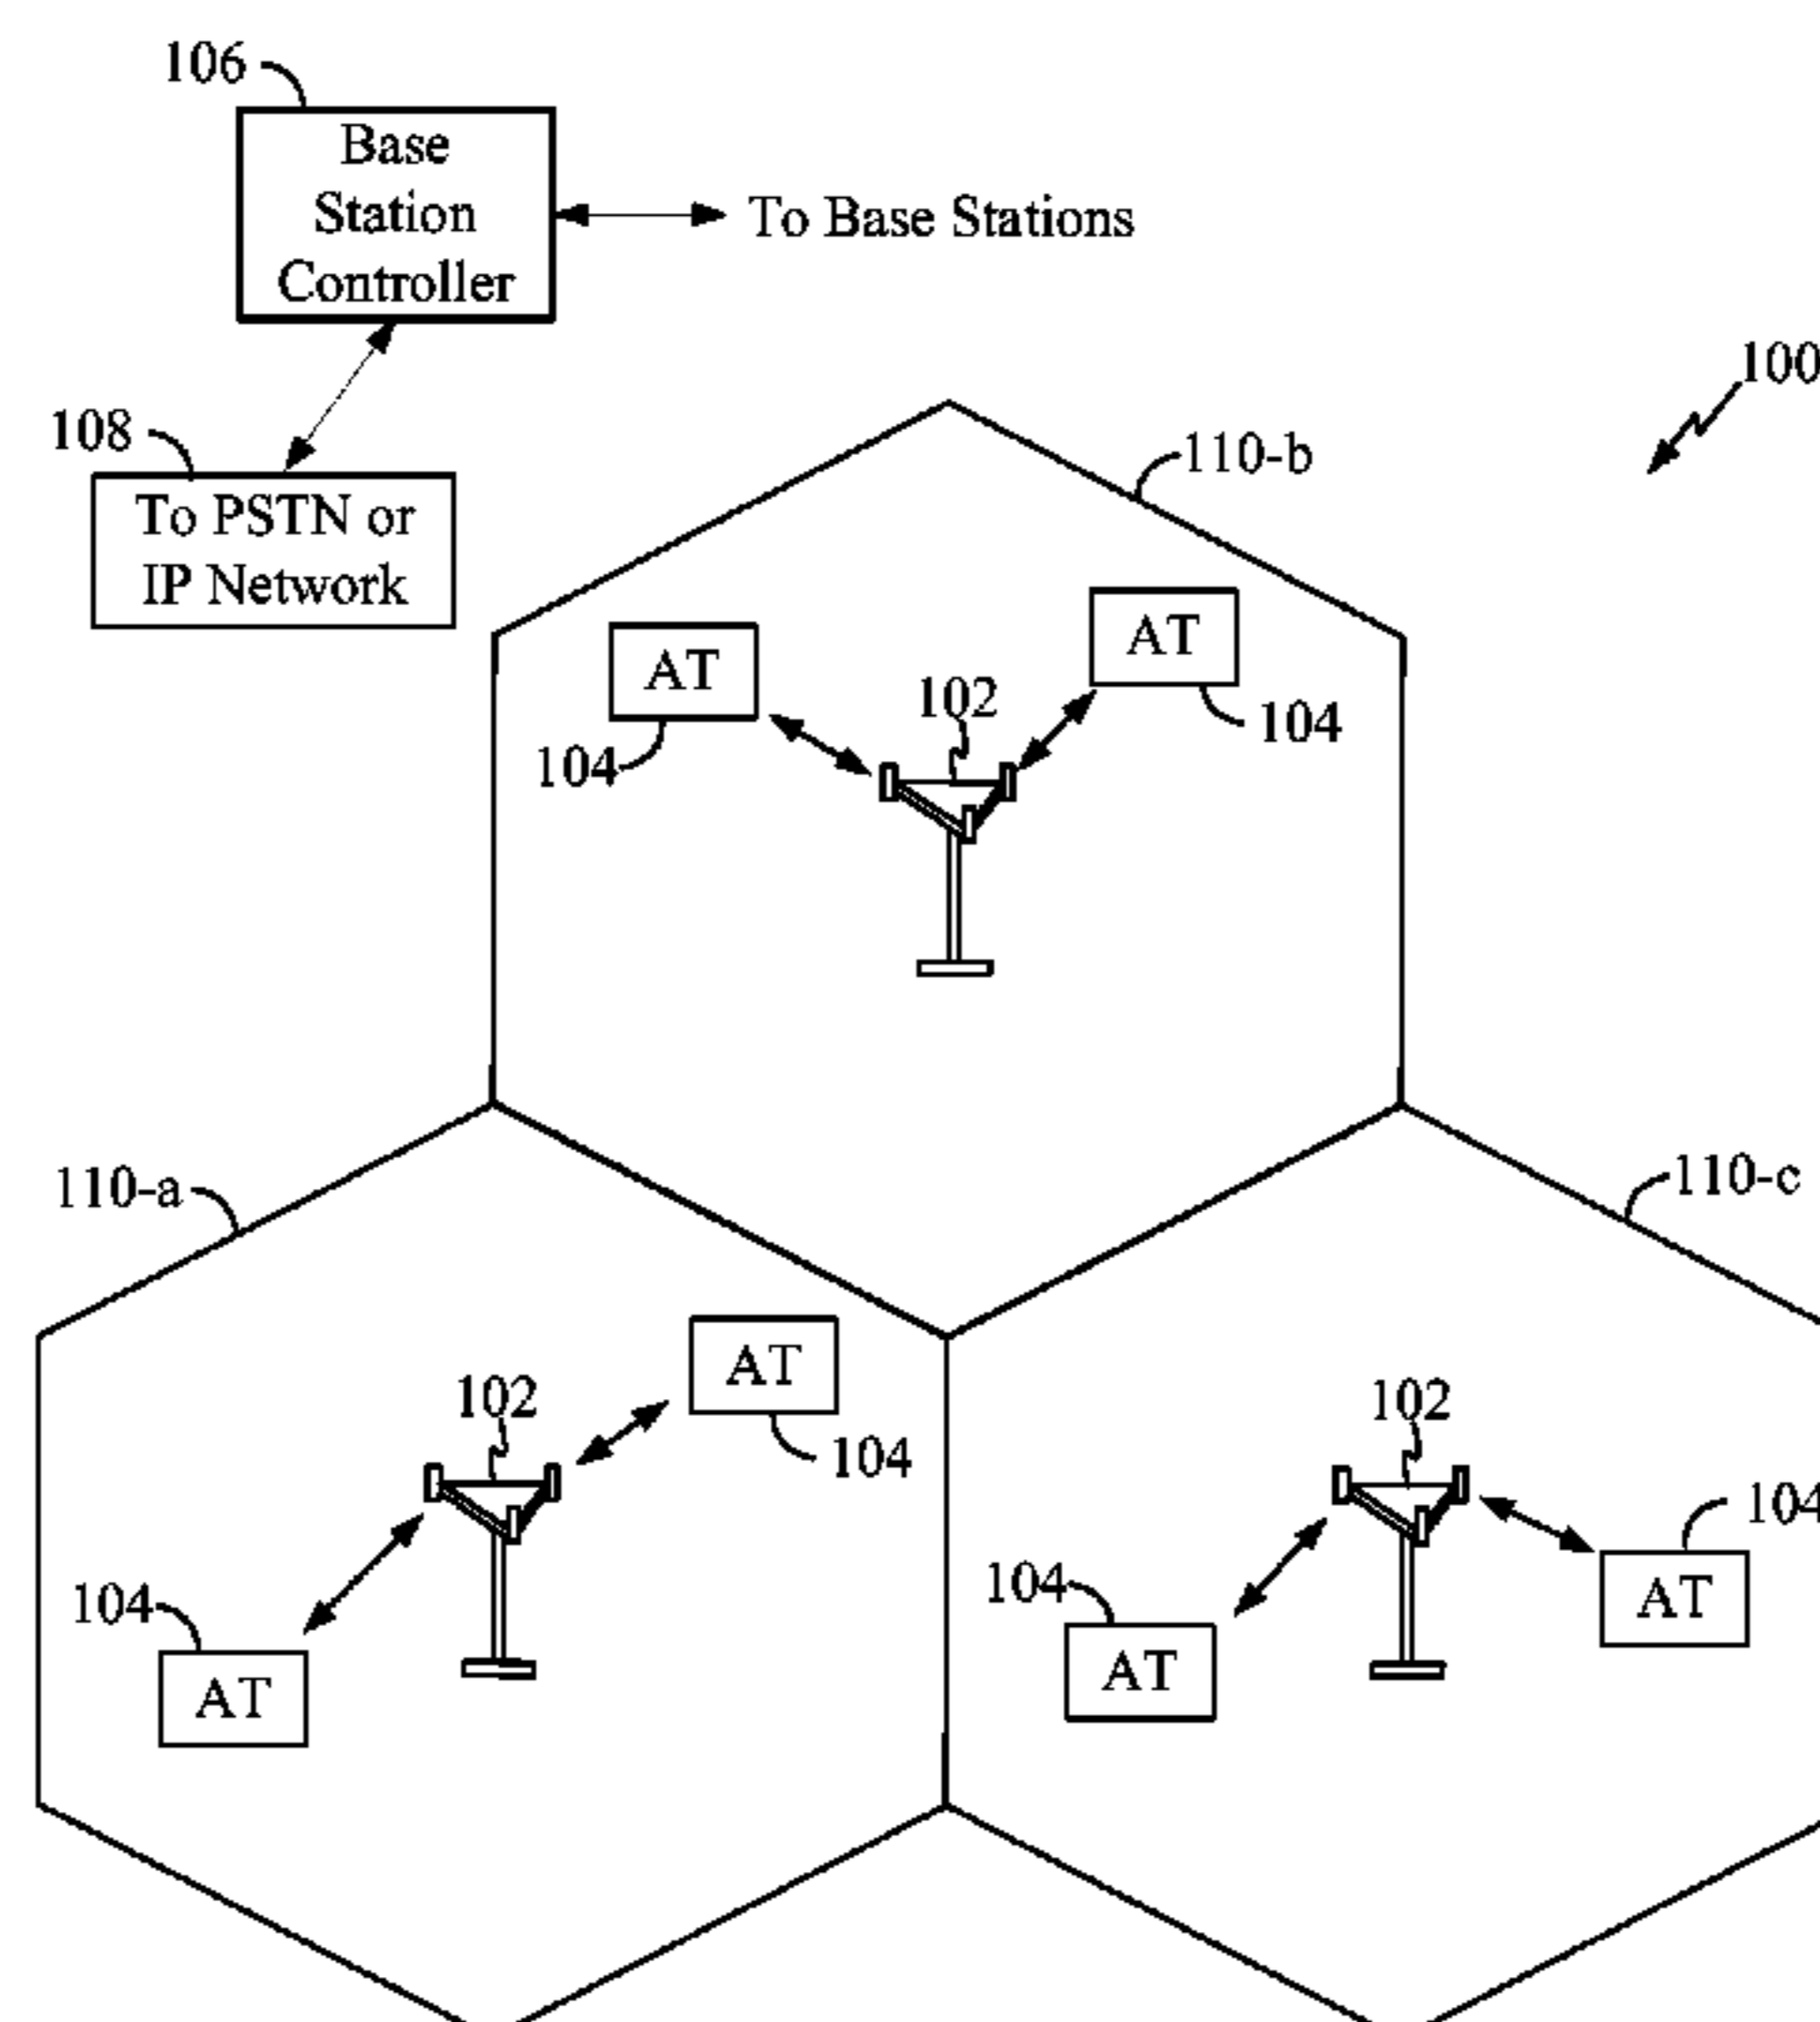 106
Base
Station
Controller
To Base Stations
100
108
To PSTN or
IP Network
110-b
AT
AT
102
104
104
110-a
110-c
AT
102
102
104
104
104
104
AT
AT
AT